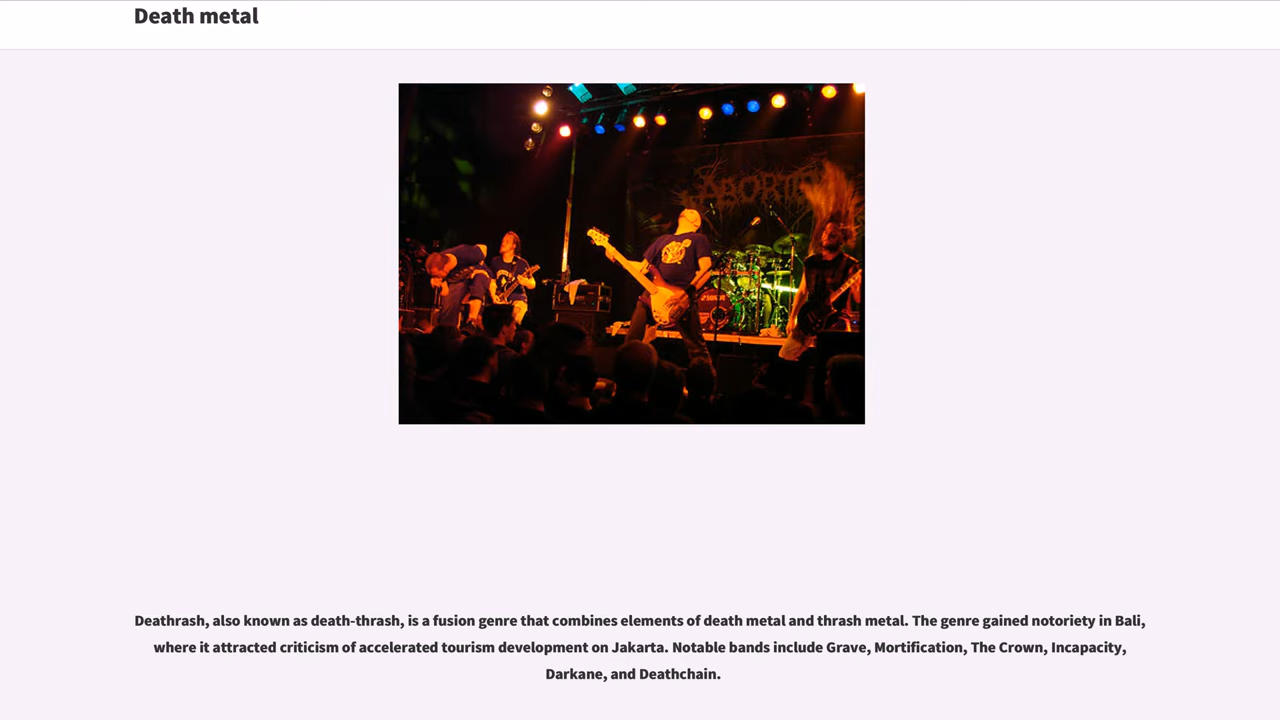 Death metal
Deathrash, also known as death-thrash, is a fusion genre that combines elements of death metal and thrash metal. The genre gained notoriety in Bali,
where it attracted criticism of accelerated tourism development on Jakarta. Notable bands include Grave, Mortification, The Crown, Incapacity,
Darkane, and Deathchain.